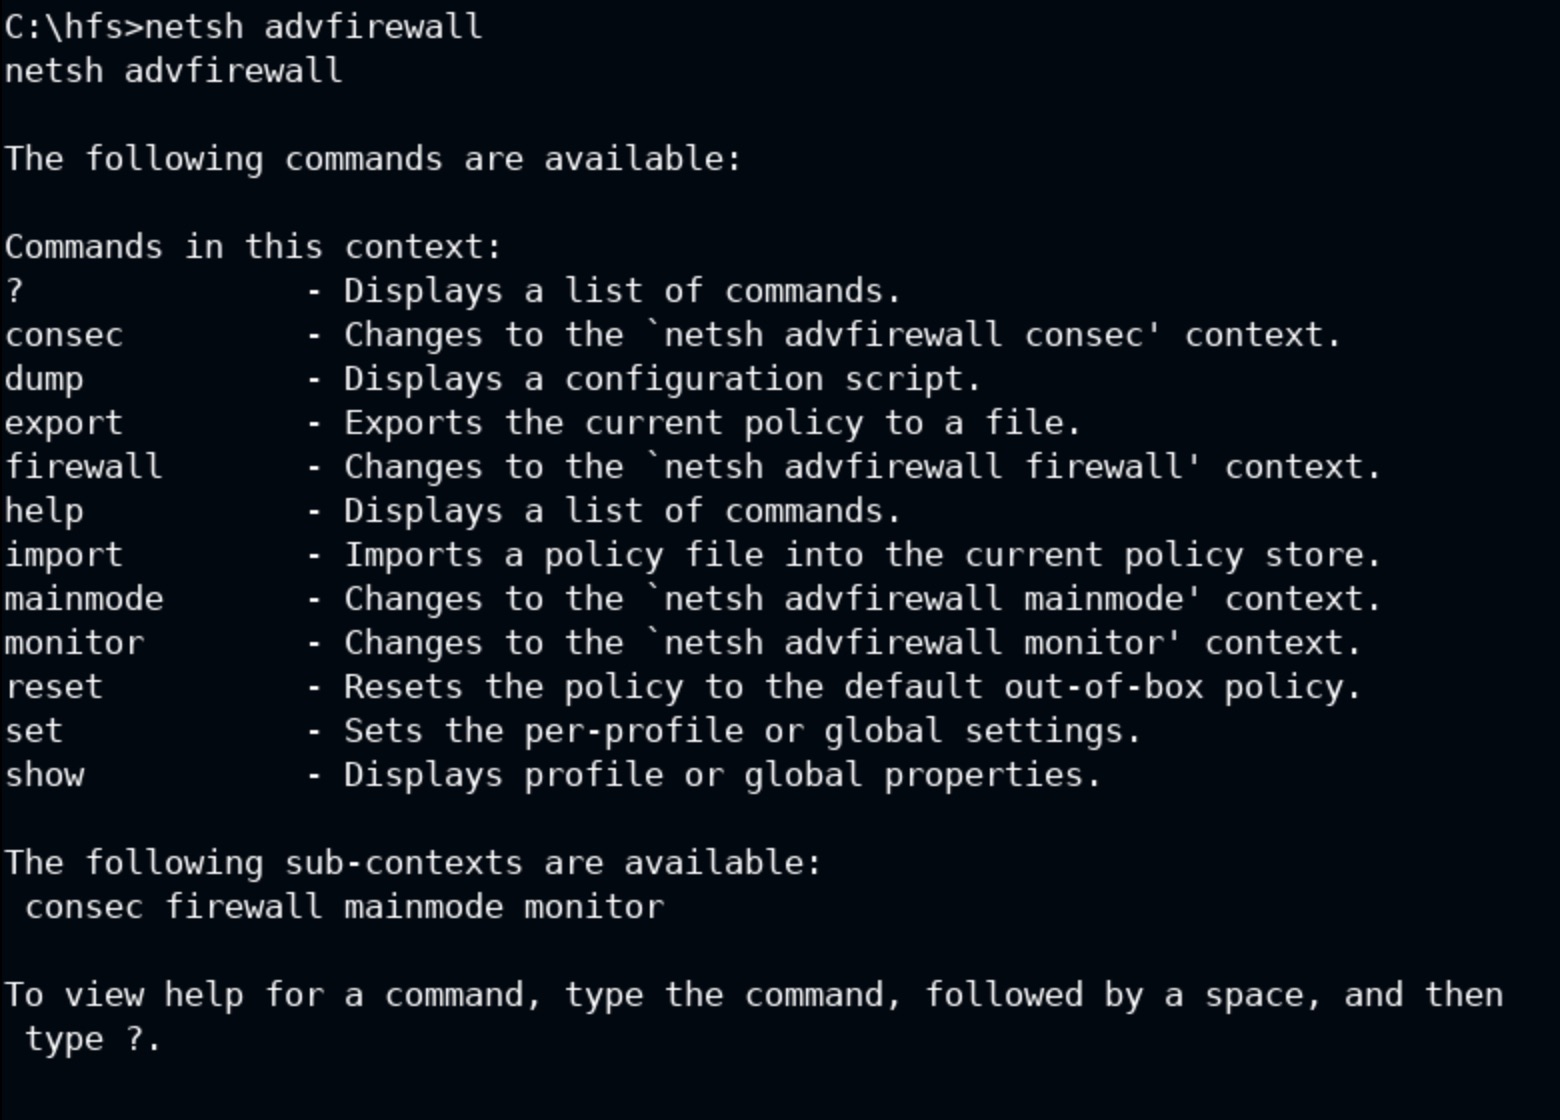 C:\hfs>netsh advfirewall
netsh advfirewall
The following commands are available:
Commands in this context:
?              - Displays a list of commands.
consec         - Changes to the `netsh advfirewall consec' context.
dump           - Displays a configuration script.
export         - Exports the current policy to a file.
firewall       - Changes to the `netsh advfirewall firewall' context.
help           - Displays a list of commands.
import         - Imports a policy file into the current policy store.
mainmode       - Changes to the `netsh advfirewall mainmode' context.
monitor        - Changes to the `netsh advfirewall monitor' context.
reset          - Resets the policy to the default out-of-box policy.
set            - Sets the per-profile or global settings.
show           - Displays profile or global properties.
The following sub-contexts are available:
 consec firewall mainmode monitor
To view help for a command, type the command, followed by a space, and then
 type ?.